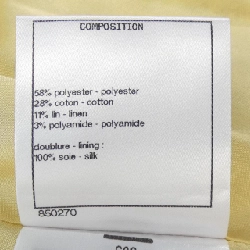 COMPOSITION
58% polyester - polyester
28% coton - cotton
11% lin - linen
3% polyamide - polyamide
doublure - lining :
100% soie - silk
850270